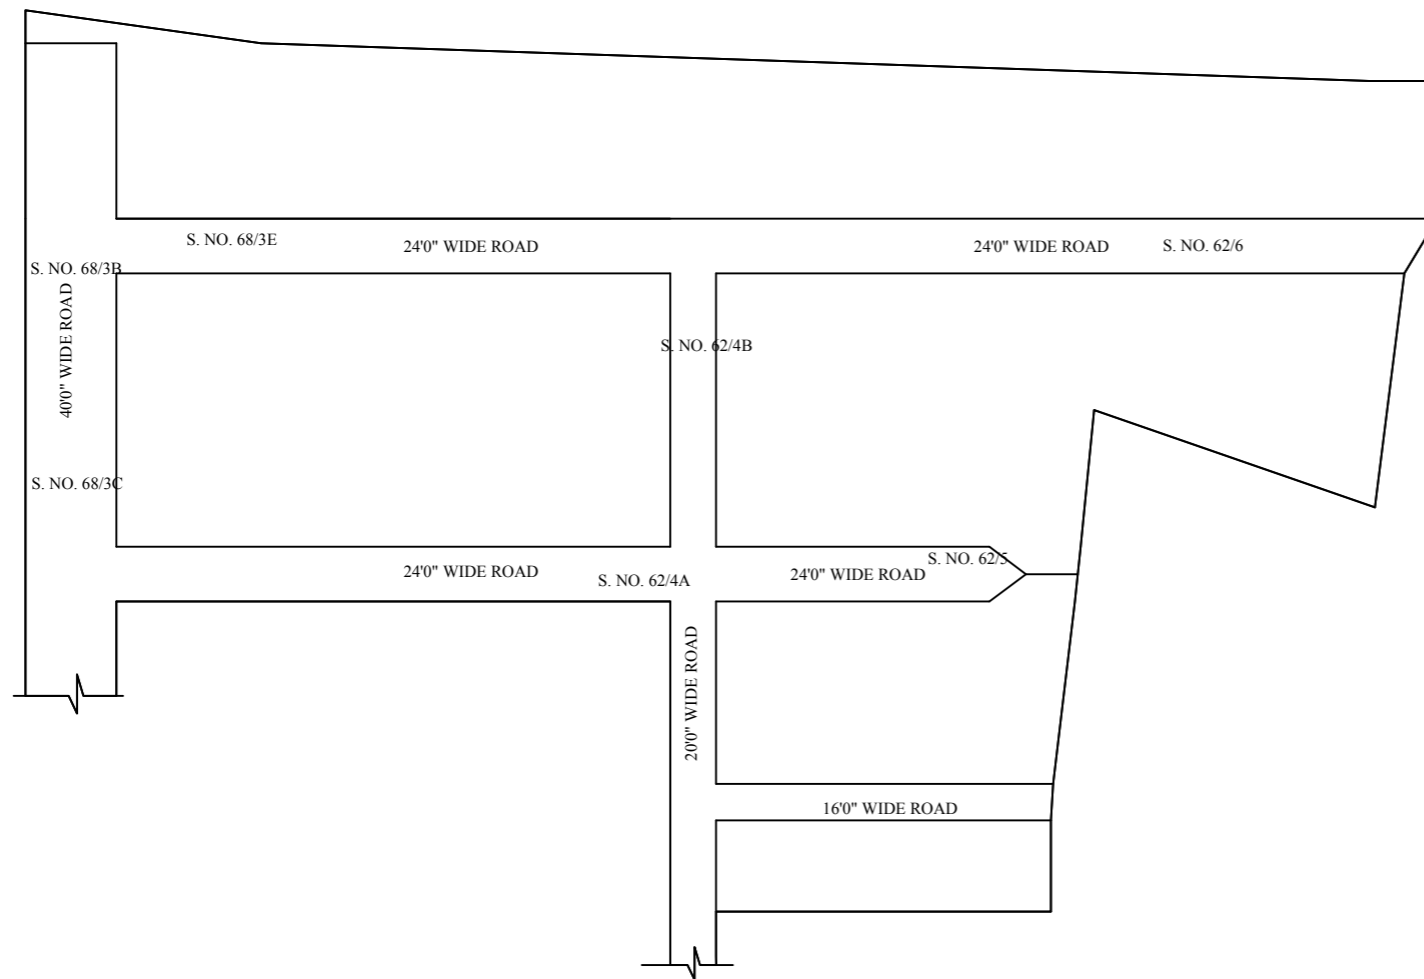 S. NO. 68/3E
24'0" WIDE ROAD
24'0" WIDE ROAD
S. NO. 62/6
S. NO. 68/3B
40'0" WIDE ROAD
S. NO. 62/4B
S. NO. 68/3C
24'0" WIDE ROAD
S. NO. 62/4A
24'0" WIDE ROAD
S. NO. 62/5
20'0" WIDE ROAD
16'0" WIDE ROAD